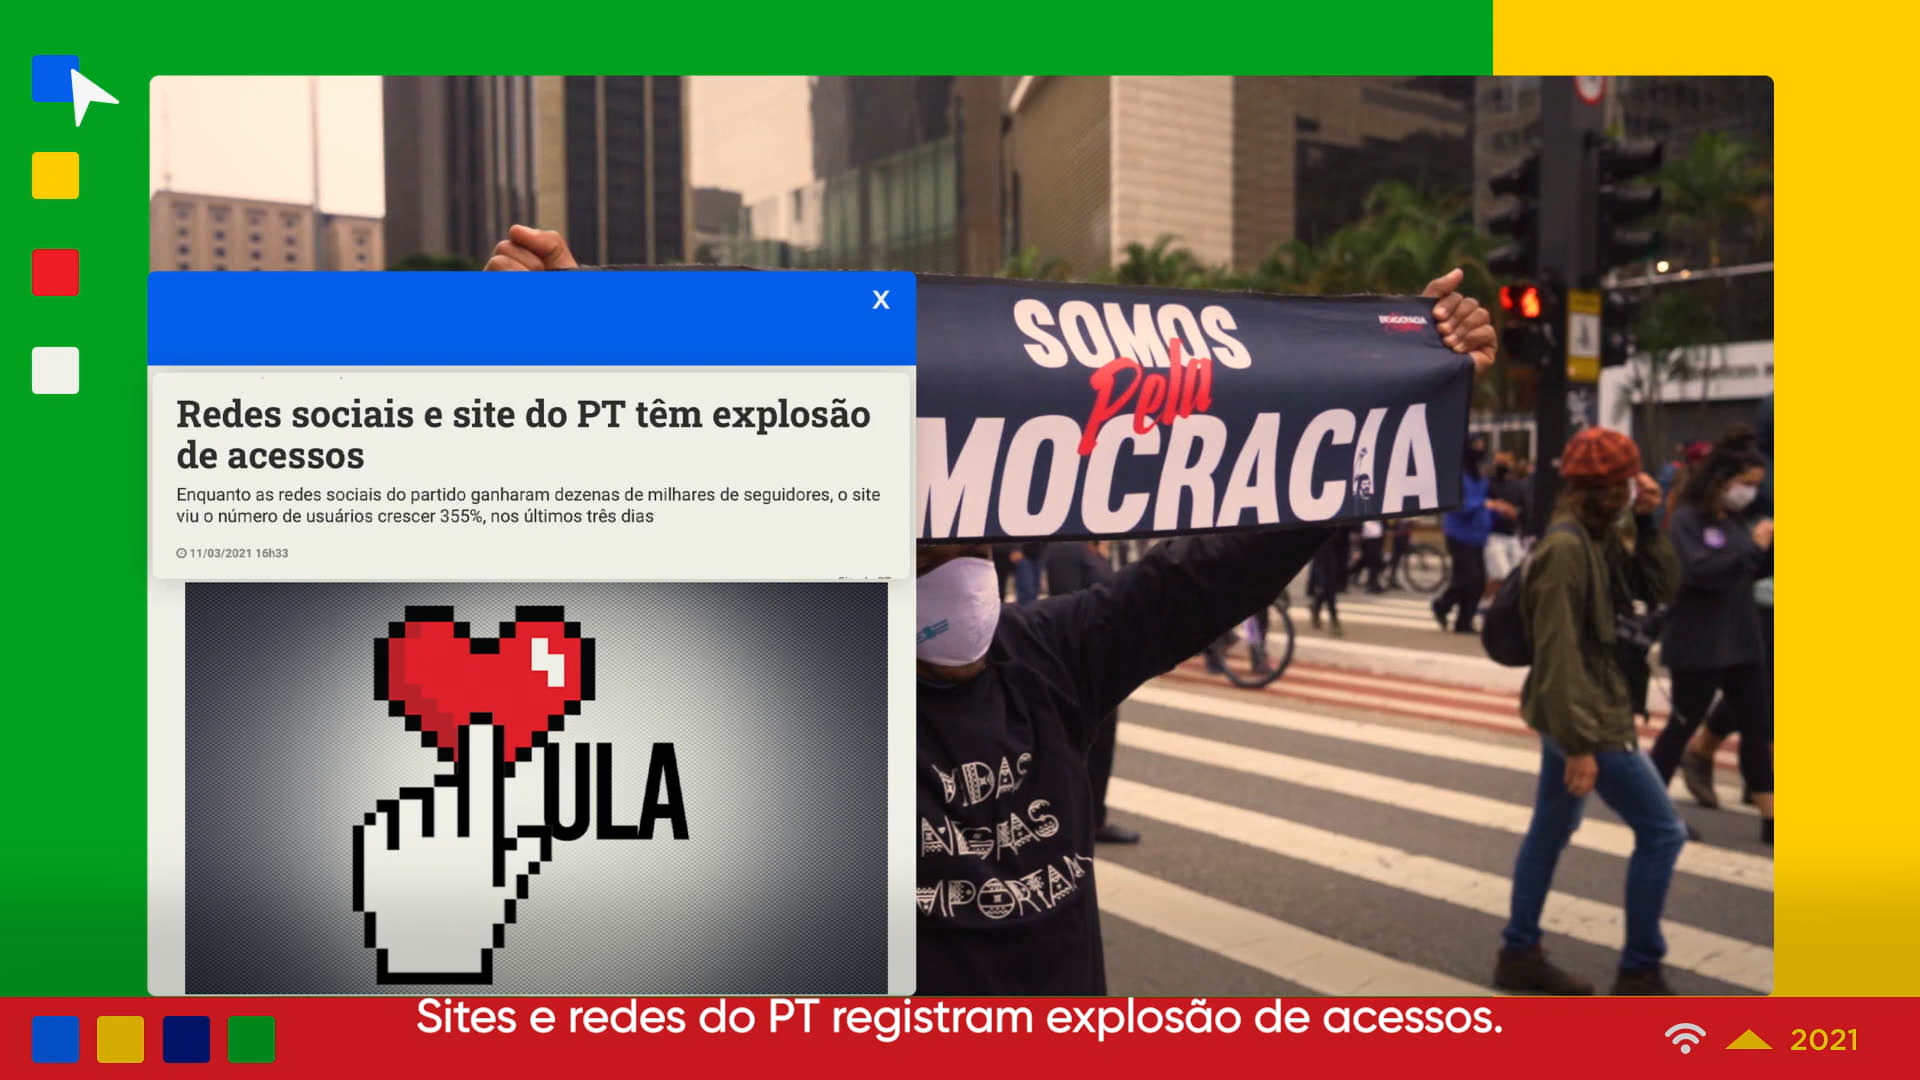 X
Redes sociais e site do PT têm explosão
de acessos
Enquanto as redes sociais do partido ganharam dezenas de milhares de seguidores, o site
viu o número de usuários crescer 355%, nos últimos três dias
11/03/2021 16h33
ULA
SOMOS
Pela
MOCRACIA
DEMOCRACIA
Sites e redes do PT registram explosão de acessos.
2021